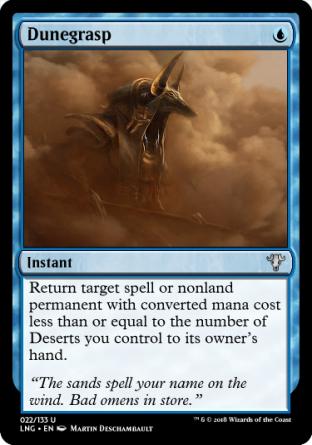 Dunegrasp
Instant
Return target spell or nonland
permanent with converted mana cost
less than or equal to the number of
Deserts you control to its owner's
hand.
“The sands spell your name on the
wind. Bad omens in store.”
022/133 U
LNG • EN MARTIN DESCHAMBAULT
™ & © 2018 Wizards of the Coast